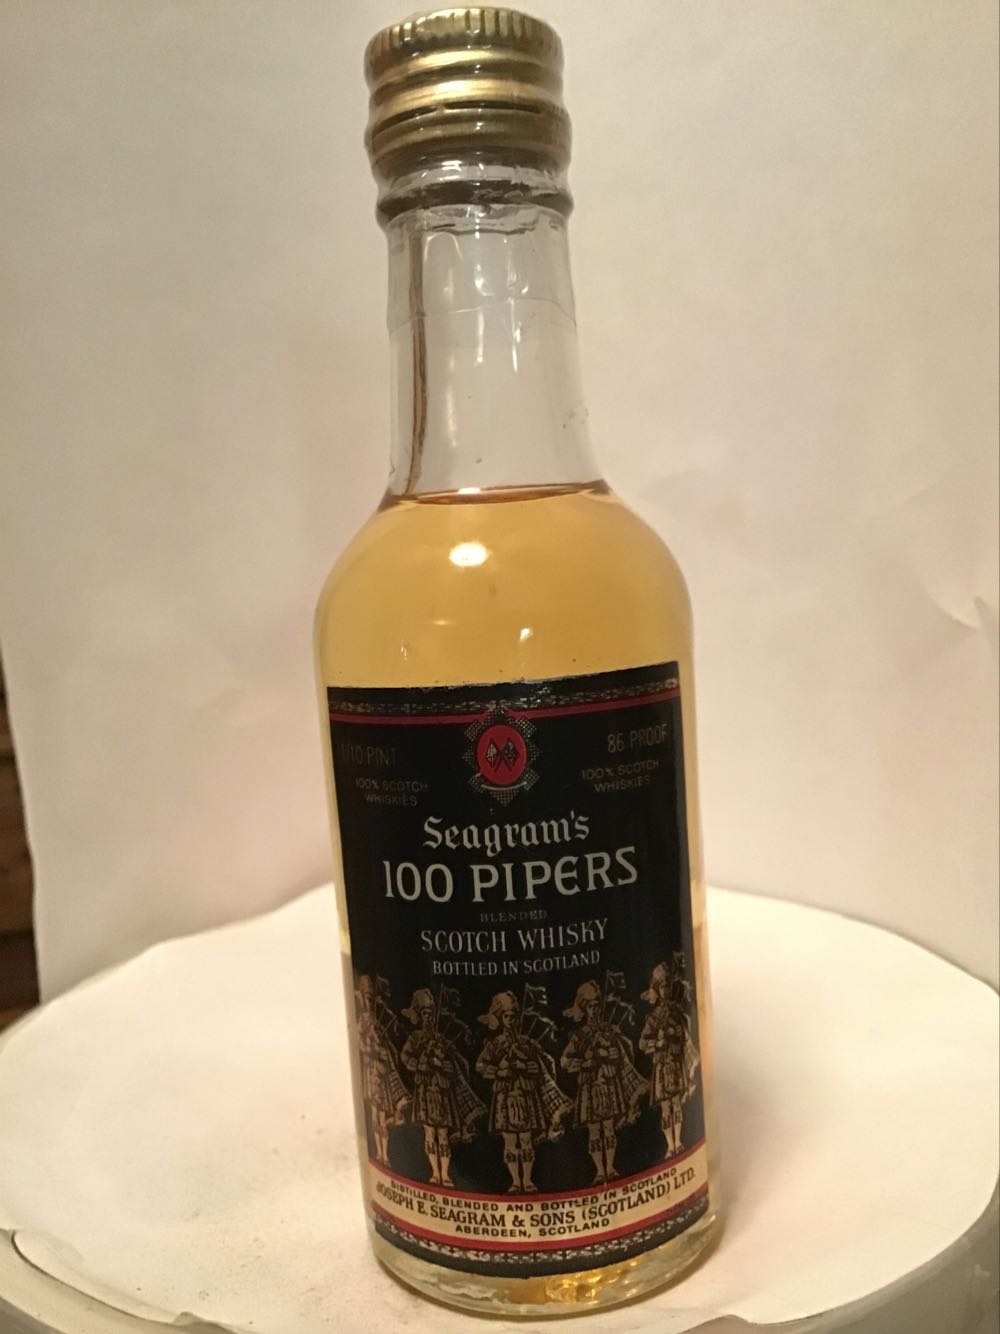 1/10 PINT
86 PROOF
100% SCOTCH
WHISKIES
100% SCOTCH
WHISKIES
Seagram's
100 PIPERS
BLENDED
SCOTCH WHISKY
BOTTLED IN SCOTLAND
DISTILLED, BLENDED AND BOTTLED IN SCOTLAND
JOSEPH E. SEAGRAM & SONS (SCOTLAND) LTD.
ABERDEEN, SCOTLAND